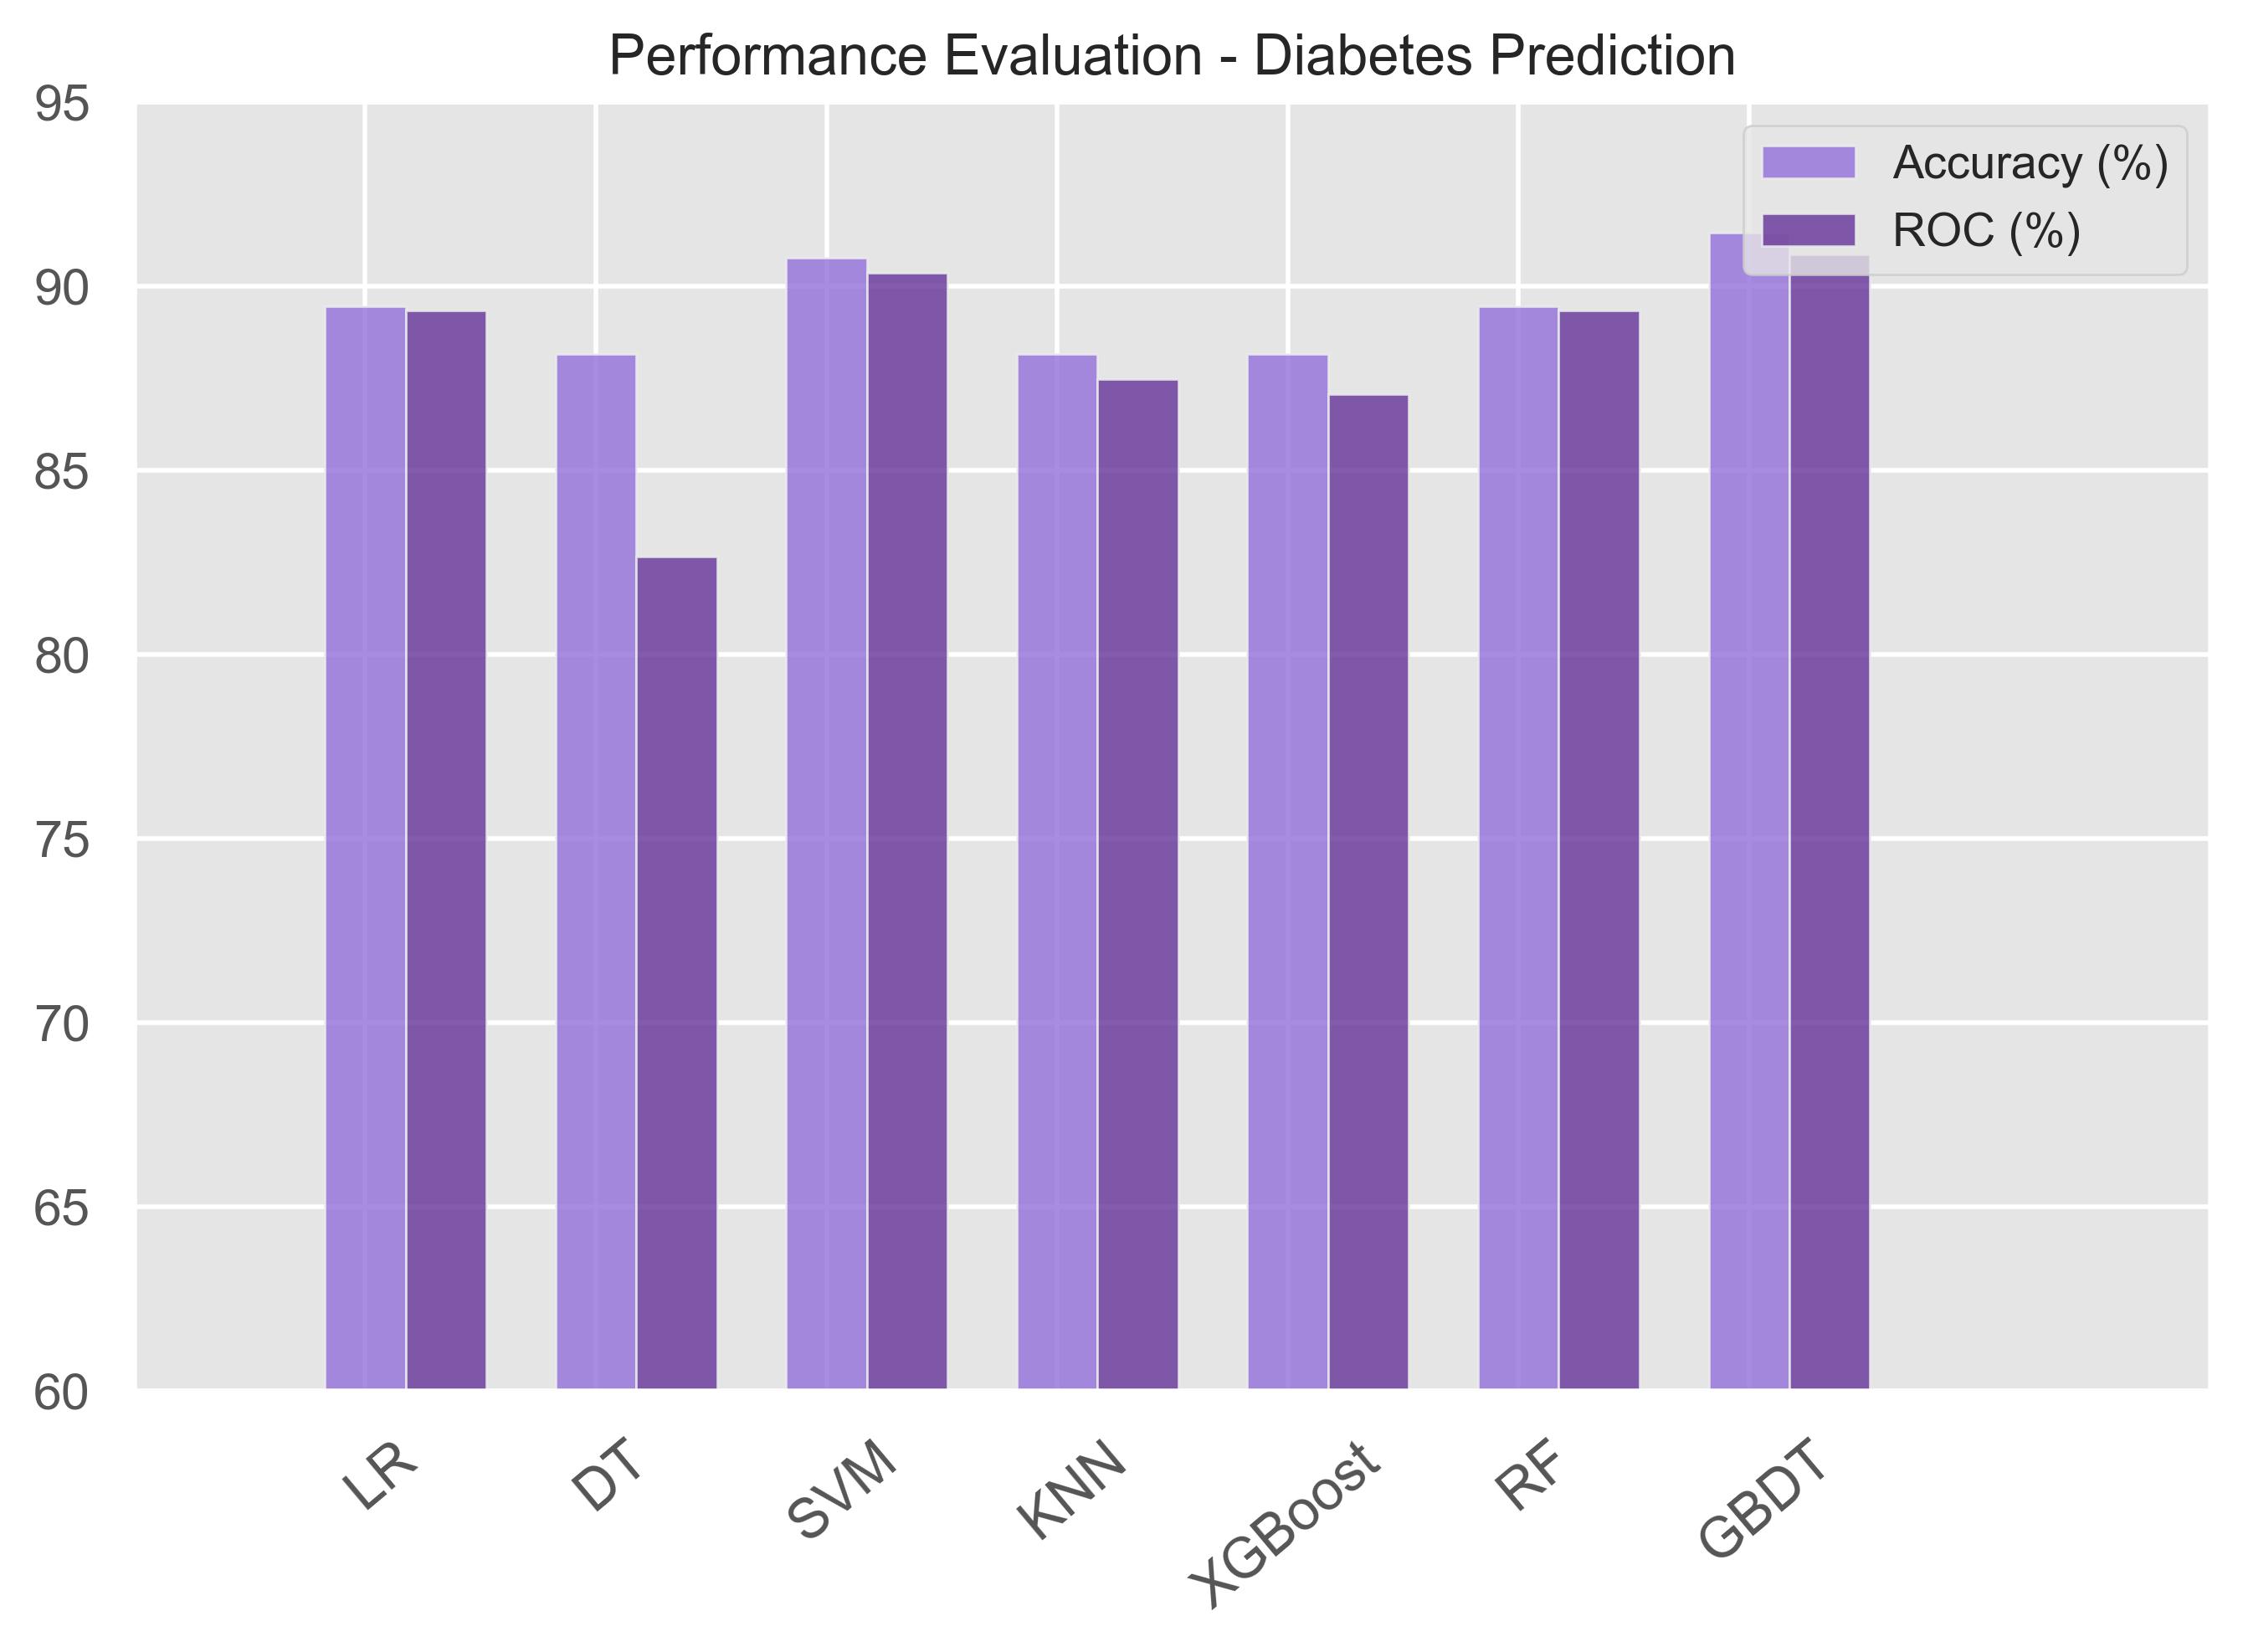 Performance Evaluation - Diabetes Prediction
95
90
85
80
75
70
65
60
Accuracy (%)
ROC (%)
LR
DT
SVM
KNN
XGBoost
RF
GBDT